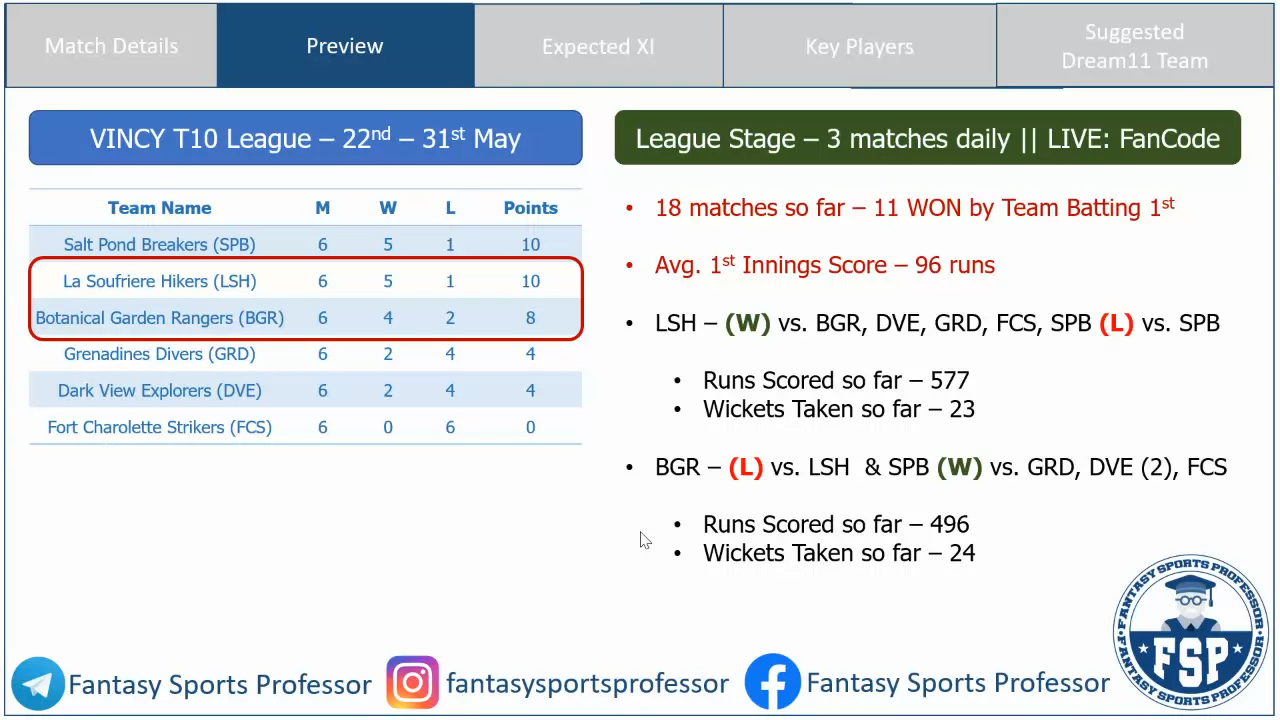 Match Details
Preview
Expected XI
Key Players
Suggested
Dream11 Team
VINCY T10 League – 22nd – 31st May
League Stage – 3 matches daily || LIVE: FanCode
Team Name M W L Points
Salt Pond Breakers (SPB) 6 5 1 10
La Soufriere Hikers (LSH) 6 5 1 10
Botanical Garden Rangers (BGR) 6 4 2 8
Grenadines Divers (GRD) 6 2 4 4
Dark View Explorers (DVE) 6 2 4 4
Fort Charolette Strikers (FCS) 6 0 6 0
• 18 matches so far – 11 WON by Team Batting 1st
• Avg. 1st Innings Score – 96 runs
• LSH – (W) vs. BGR, DVE, GRD, FCS, SPB (L) vs. SPB
• Runs Scored so far – 577
• Wickets Taken so far – 23
• BGR – (L) vs. LSH & SPB (W) vs. GRD, DVE (2), FCS
• Runs Scored so far – 496
• Wickets Taken so far – 24
Fantasy Sports Professor
fantasysportsprofessor
Fantasy Sports Professor
FANTASY SPORTS PROFESSOR
FSP
FANTASY SPORTS PROFESSOR